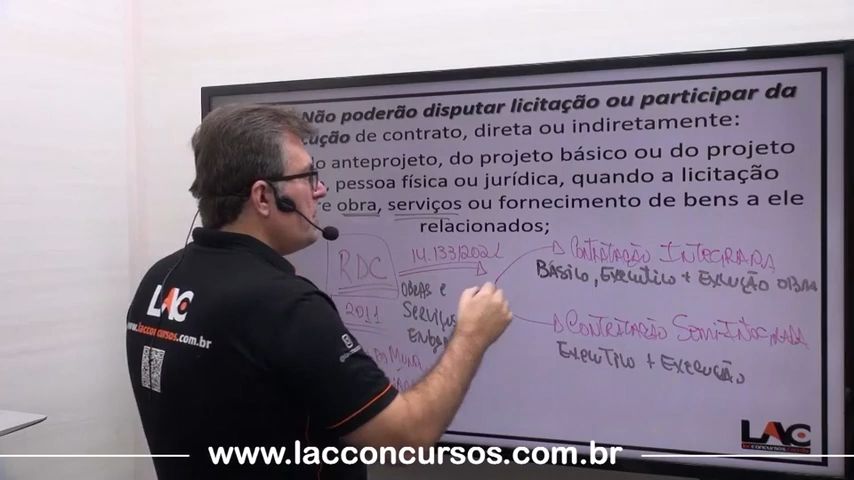 Não poderão disputar licitação ou participar da
cução de contrato, direta ou indiretamente:
o anteprojeto, do projeto básico ou do projeto
pessoa física ou jurídica, quando a licitação
e obra, serviços ou fornecimento de bens a ele
relacionados;
RDC
2011
14.133/2021
OBRAS e
SERVIÇOS
CONTRATAÇÃO INTEGRADA
BÁSICO, EXECUTIVO + EXECUÇÃO OBRA
CONTRATAÇÃO SEMI-INTEGRADA
EXECUTIVO + EXECUÇÃO
LAC
www.lacconcursos.com.br
LAC
www.lacconcursos.com.br